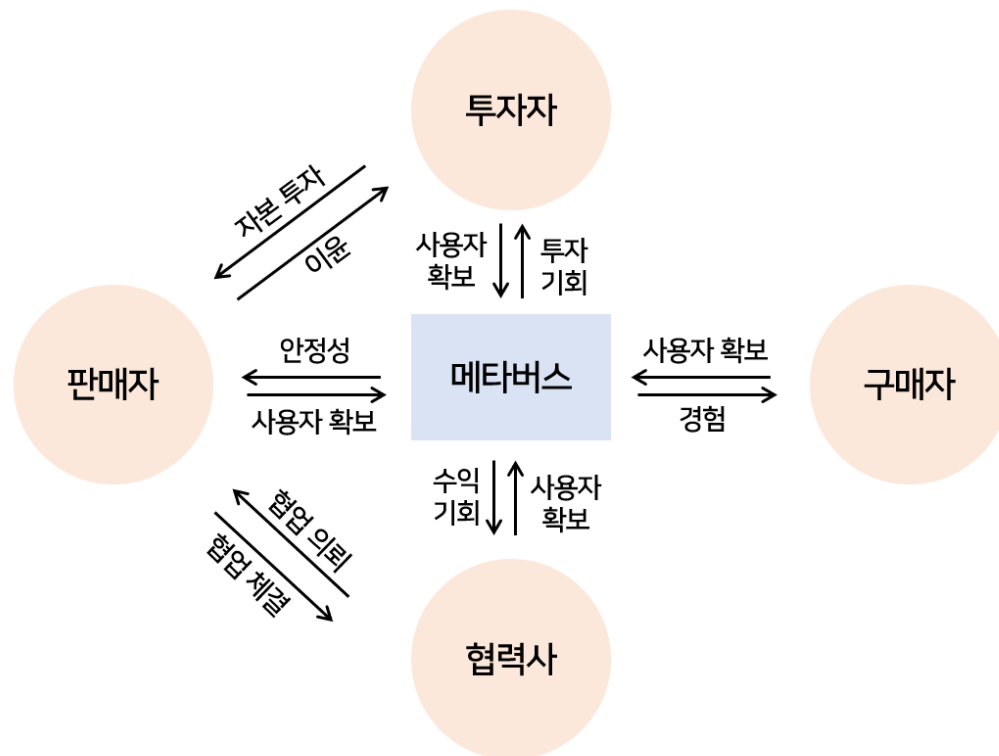 투자자
자본 투자
이윤
사용자
확보
투자
기회
판매자
안정성
사용자 확보
메타버스
사용자 확보
경험
구매자
수익
기회
사용자
확보
협업 의뢰
협업 체결
협력사